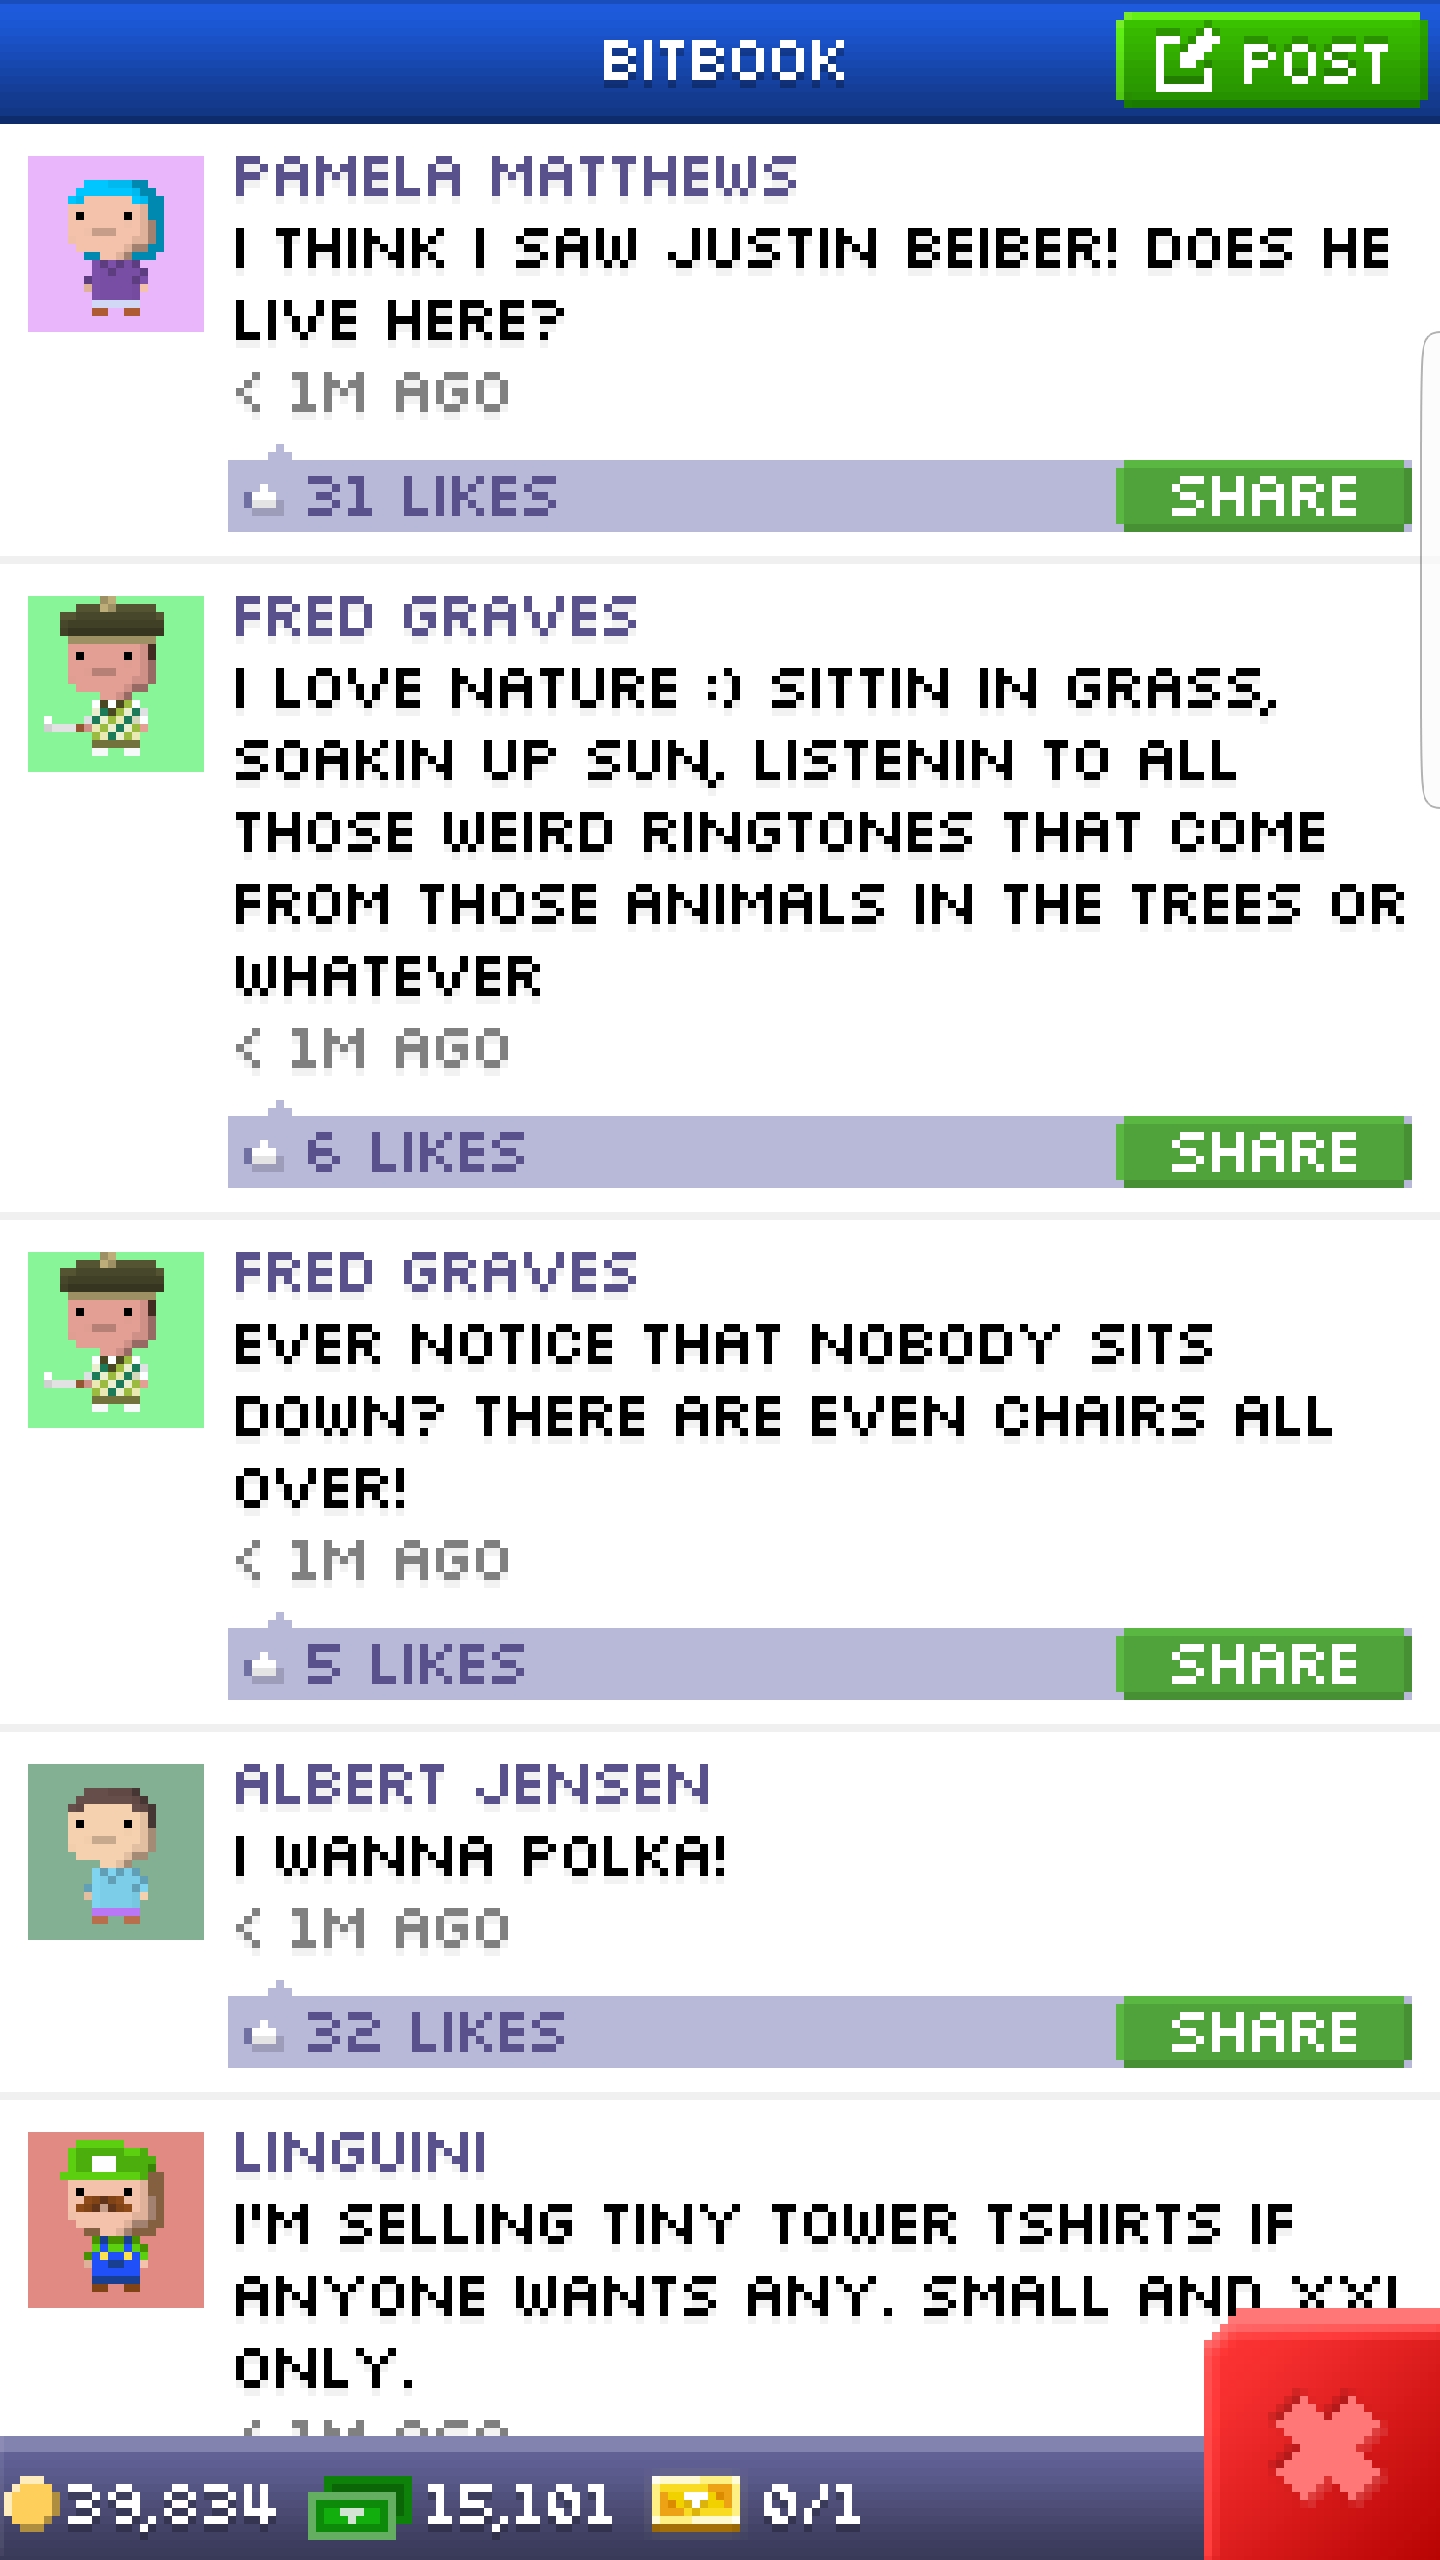 BITBOOK
POST
PAMELA MATTHEWS
I THINK I SAW JUSTIN BEIBER! DOES HE
LIVE HERE?
< 1M AGO
31 LIKES
SHARE
FRED GRAVES
I LOVE NATURE :) SITTIN IN GRASS,
SOAKIN UP SUN, LISTENIN TO ALL
THOSE WEIRD RINGTONES THAT COME
FROM THOSE ANIMALS IN THE TREES OR
WHATEVER
< 1M AGO
6 LIKES
SHARE
FRED GRAVES
EVER NOTICE THAT NOBODY SITS
DOWN? THERE ARE EVEN CHAIRS ALL
OVER!
< 1M AGO
5 LIKES
SHARE
ALBERT JENSEN
I WANNA POLKA!
< 1M AGO
32 LIKES
SHARE
LINGUINI
I'M SELLING TINY TOWER TSHIRTS IF
ANYONE WANTS ANY. SMALL AND XXL
ONLY.
< 1M AGO
39,834
15,101
0/1